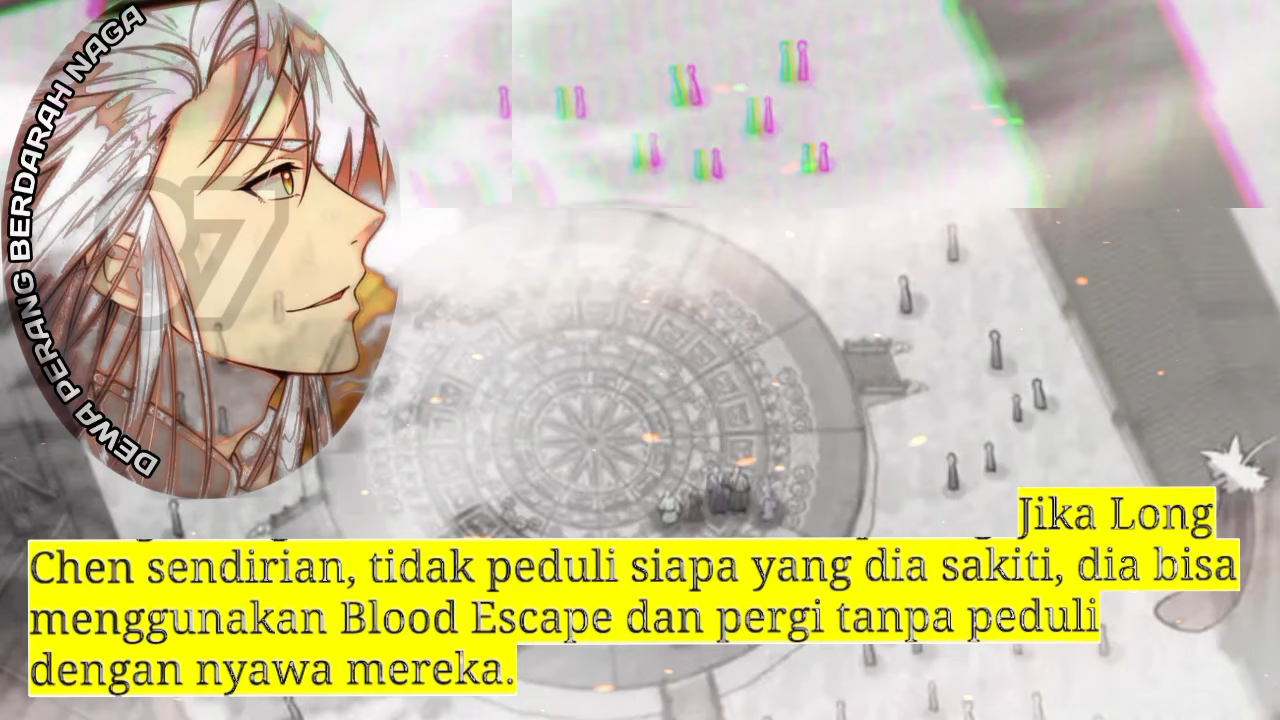 DEWA PERANG BERDARAH NAGA
97
Jika Long
Chen sendirian, tidak peduli siapa yang dia sakiti, dia bisa
menggunakan Blood Escape dan pergi tanpa peduli
dengan nyawa mereka.